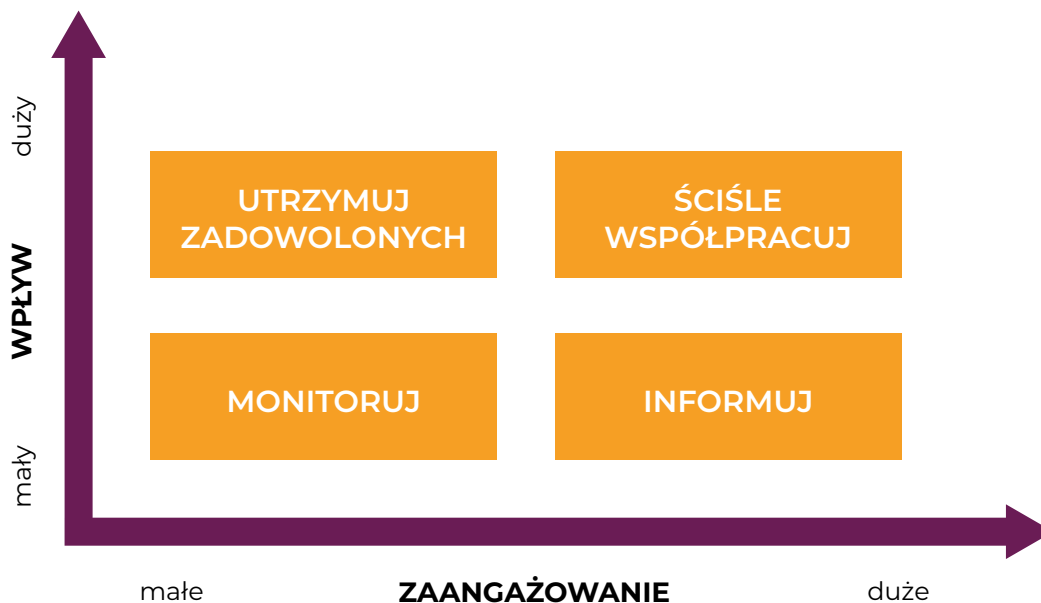 duży
UTRZYMUJ
ZADOWOLONYCH
ŚCIŚLE
WSPÓŁPRACUJ
WPŁYW
MONITORUJ
INFORMUJ
mały
małe
ZAANGAŻOWANIE
duże